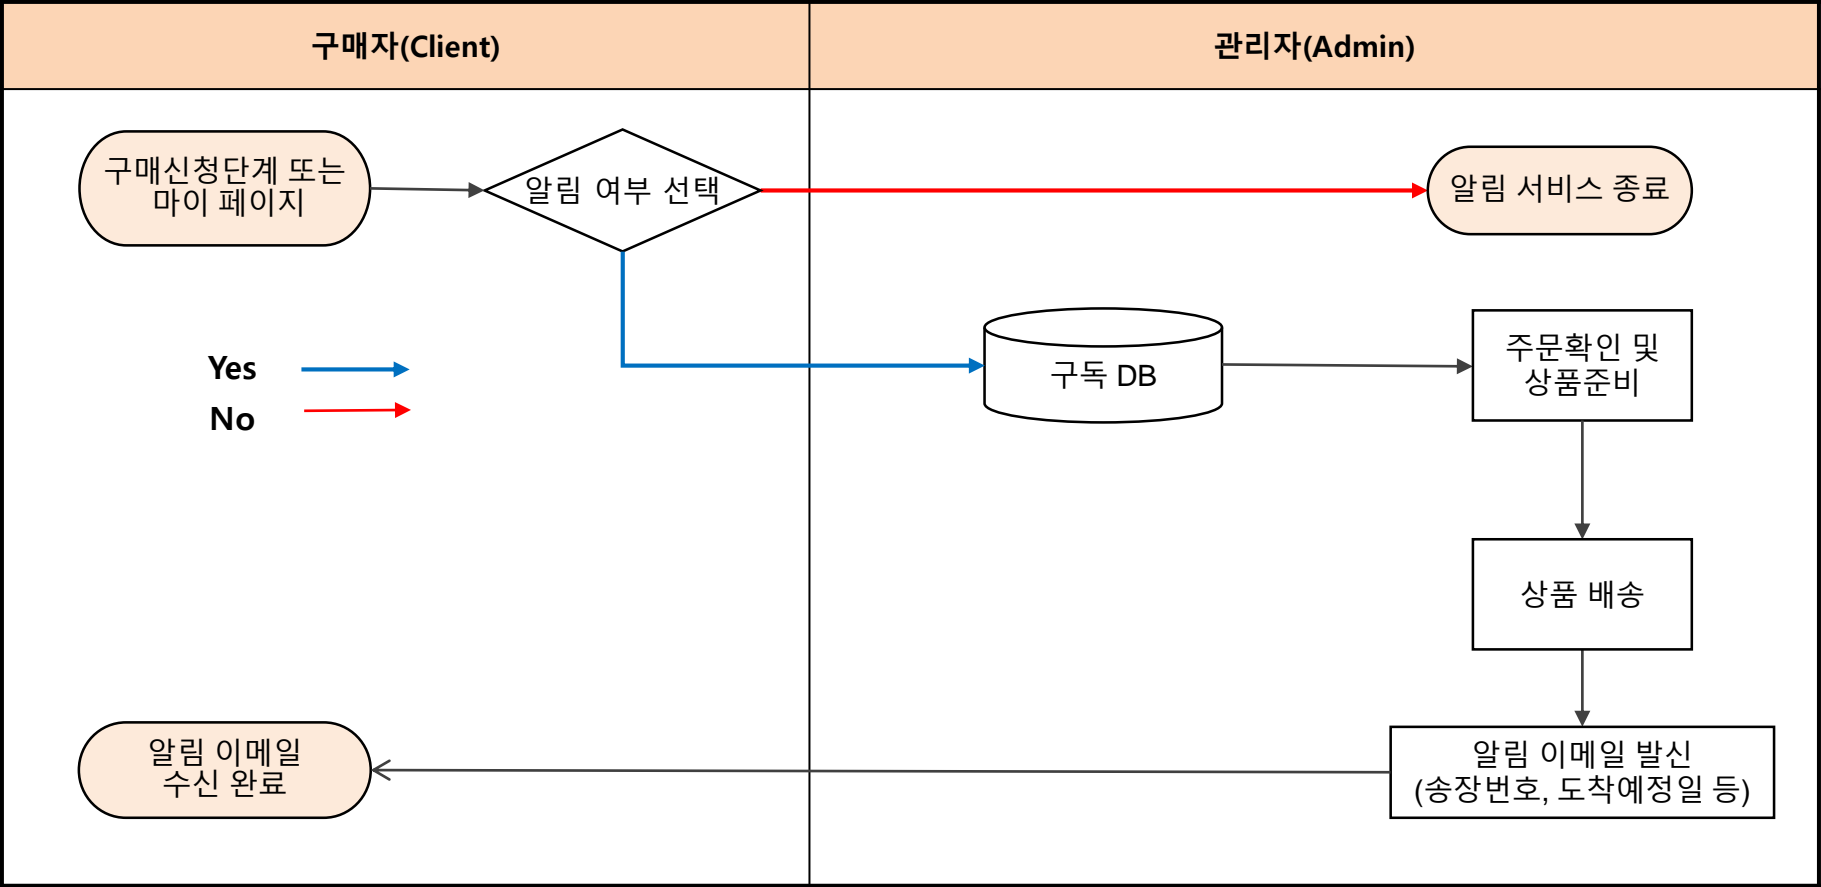 구매자(Client)
관리자(Admin)
구매신청단계 또는
마이 페이지
알림 여부 선택
알림 서비스 종료
Yes
No
구독 DB
주문확인 및
상품준비
상품 배송
알림 이메일
수신 완료
알림 이메일 발신
(송장번호, 도착예정일 등)